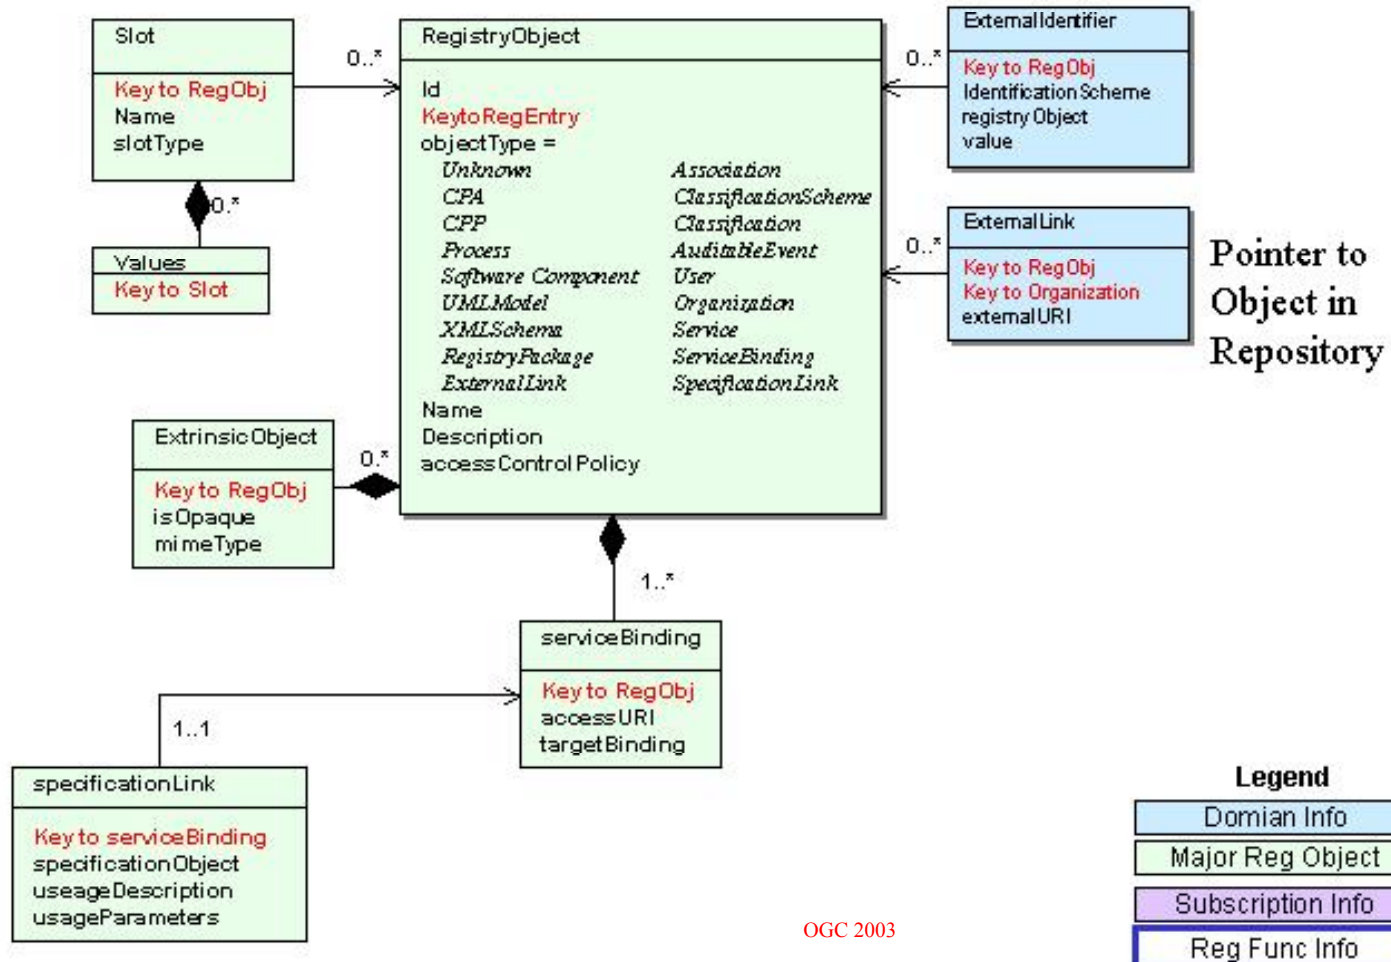 Slot
Key to RegObj
Name
slotType
0..*
0.*
Values
Key to Slot
RegistryObject
Id
KeytoRegEntry
objectType =
Unknown Association
CPA ClassificationScheme
CPP Classification
Process AuditableEvent
Software Component User
UMLModel Organization
XMLSchema Service
RegistryPackage ServiceBinding
ExternalLink SpecificationLink
Name
Description
accessControlPolicy
ExternalIdentifier
Key to RegObj
IdentificationScheme
registryObject
value
0..*
ExternalLink
Key to RegObj
Key to Organization
externalURI
0..*
Pointer to
Object in
Repository
ExtrinsicObject
Key to RegObj
isOpaque
mimeType
0.*
1..*
serviceBinding
Key to RegObj
accessURI
targetBinding
1..1
specificationLink
Key to serviceBinding
specificationObject
useageDescription
usageParameters
OGC 2003
Legend
Domian Info
Major Reg Object
Subscription Info
Reg Func Info